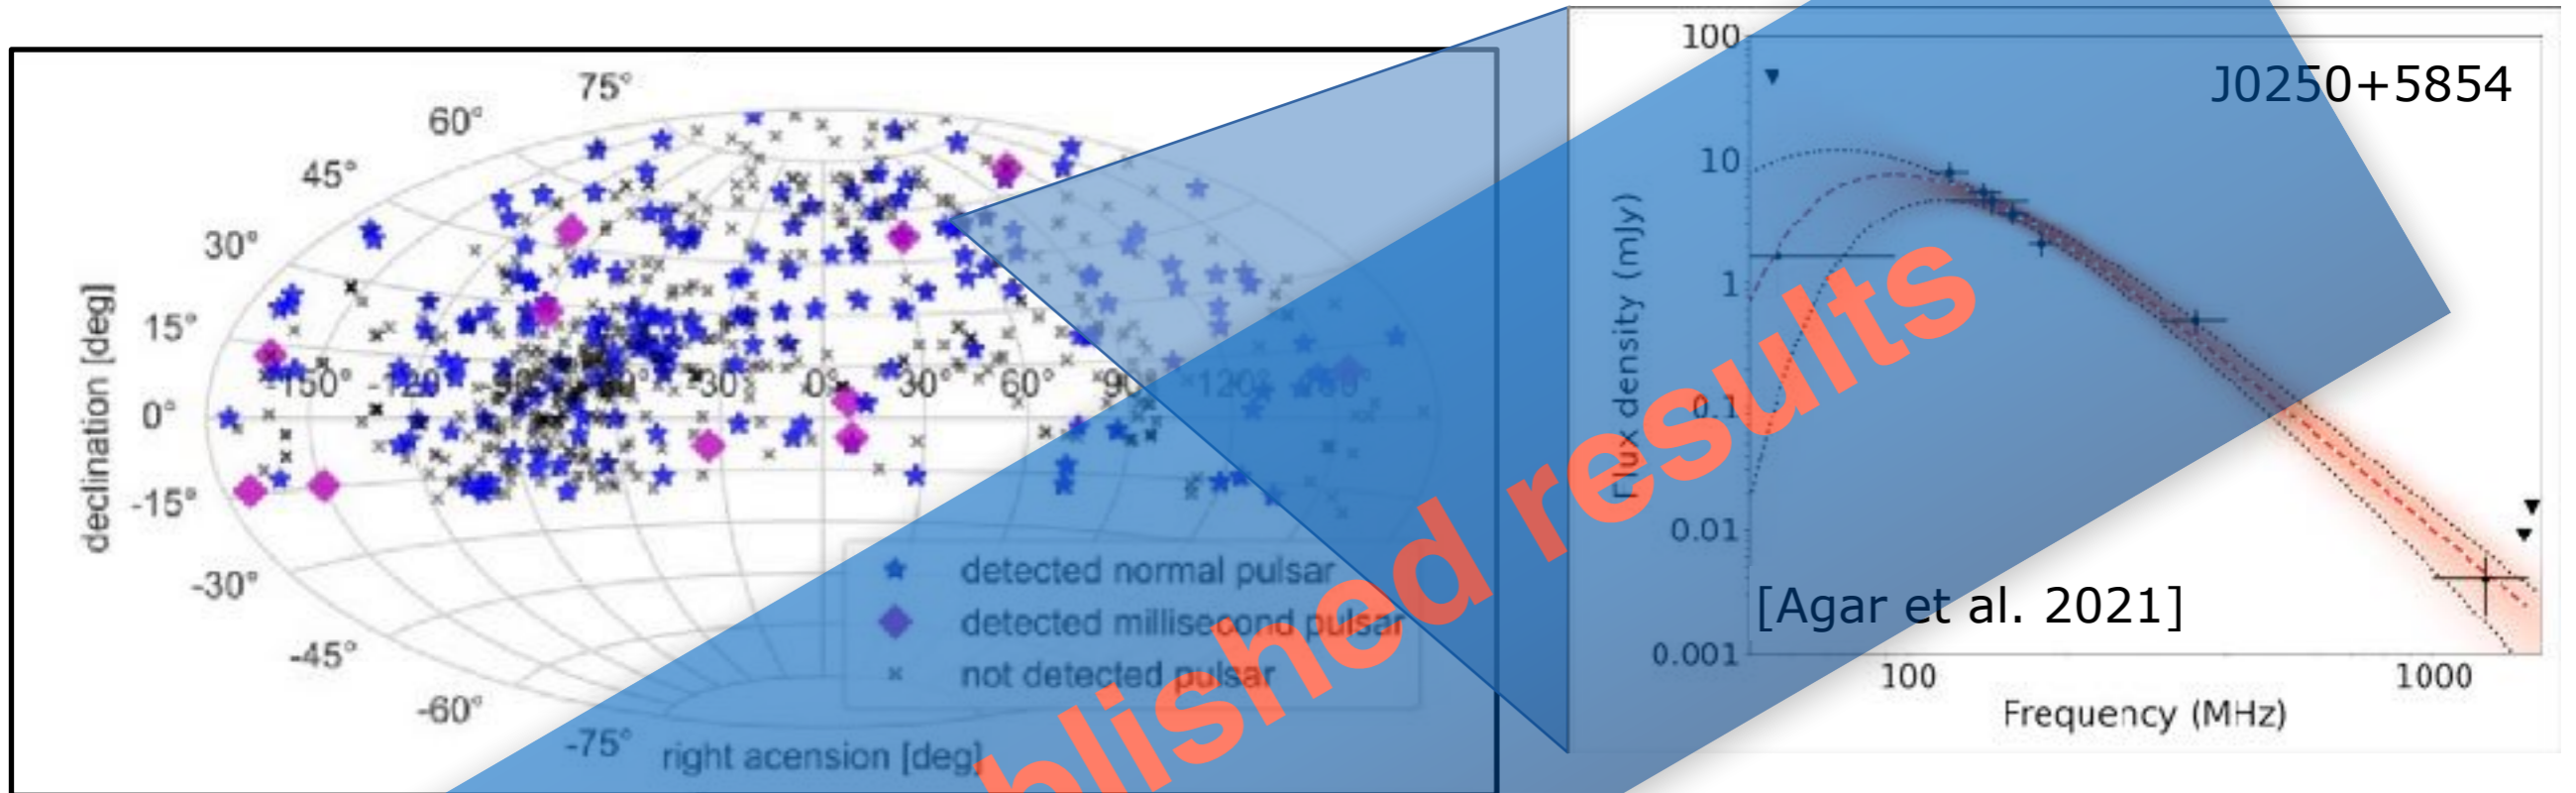 75°
60°
45°
30°
15°
0°
-15°
-30°
-45°
-60°
-75°
declination [deg]
-150° -120° -30° 0° 30° 60° 90° 120°
detected normal pulsar
detected millisecond pulsar
not detected pulsar
right acension [deg]
J0250+5854
100
10
1
0.1
0.01
0.001
Flux density (mJy)
[Agar et al. 2021]
100 1000
Frequency (MHz)
blished results